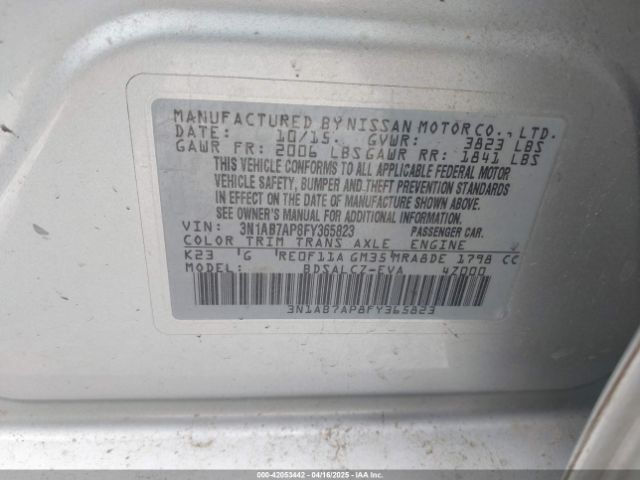 MANUFACTURED BY NISSAN MOTOR CO., LTD.
DATE: 10/15. GVWR: 3823 LBS
GAWR FR: 2006 LBS GAWR RR: 1841 LBS
THIS VEHICLE CONFORMS TO ALL APPLICABLE FEDERAL MOTOR
VEHICLE SAFETY, BUMPER AND THEFT PREVENTION STANDARDS
IN EFFECT ON THE DATE OF MANUFACTURE SHOWN ABOVE.
SEE OWNER'S MANUAL FOR ADDITIONAL INFORMATION.
VIN: 3N1AB7AP8FY365823 PASSENGER CAR.
COLOR TRIM TRANS AXLE ENGINE
K23 G RE0F11A GM35 MRA8DE 1798 CC
MODEL: BDSALCZ-EVA 4Z000
3N1AB7AP8FY365823
000-42053442 - 04/16/2025 - IAA Inc.